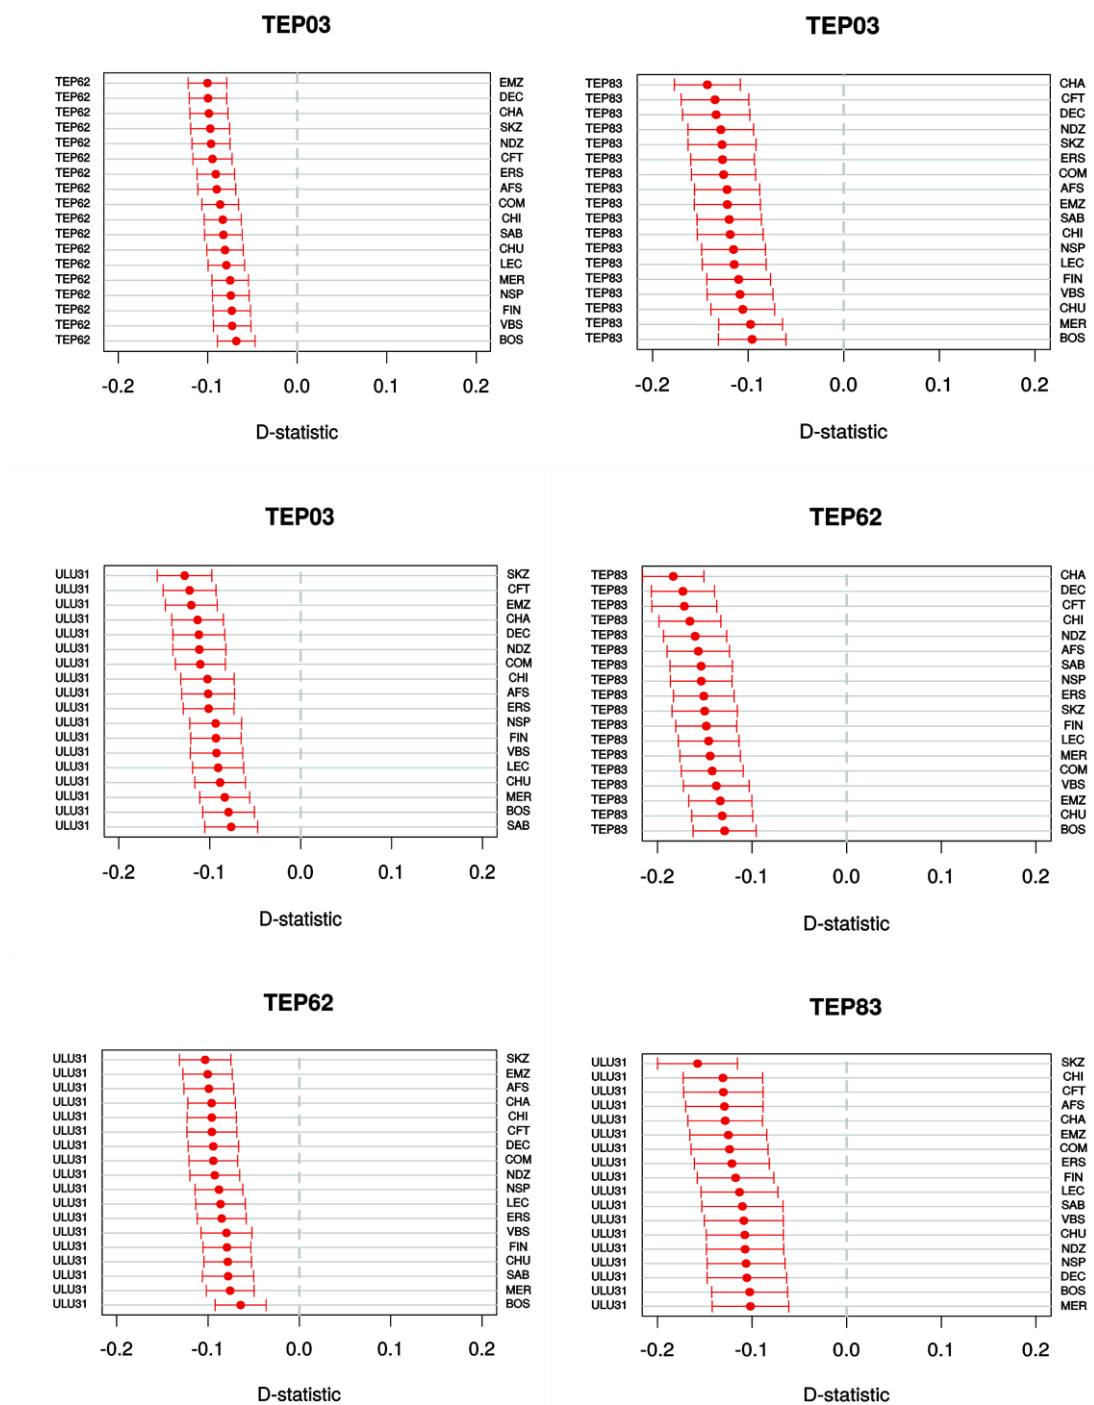 TEP03
TEP62 EMZ
TEP62 DEC
TEP62 CHA
TEP62 SKZ
TEP62 NDZ
TEP62 CFT
TEP62 ERS
TEP62 AFS
TEP62 COM
TEP62 CHI
TEP62 SAB
TEP62 CHU
TEP62 LEC
TEP62 MER
TEP62 NSP
TEP62 FIN
TEP62 VBS
TEP62 BOS
-0.2 -0.1 0.0 0.1 0.2
D-statistic
TEP03
TEP83 CHA
TEP83 CFT
TEP83 DEC
TEP83 NDZ
TEP83 SKZ
TEP83 ERS
TEP83 COM
TEP83 AFS
TEP83 EMZ
TEP83 SAB
TEP83 CHI
TEP83 NSP
TEP83 LEC
TEP83 FIN
TEP83 VBS
TEP83 CHU
TEP83 MER
TEP83 BOS
-0.2 -0.1 0.0 0.1 0.2
D-statistic
TEP03
ULU31 SKZ
ULU31 CFT
ULU31 EMZ
ULU31 CHA
ULU31 DEC
ULU31 NDZ
ULU31 COM
ULU31 CHI
ULU31 AFS
ULU31 ERS
ULU31 NSP
ULU31 FIN
ULU31 VBS
ULU31 LEC
ULU31 CHU
ULU31 MER
ULU31 BOS
ULU31 SAB
-0.2 -0.1 0.0 0.1 0.2
D-statistic
TEP62
TEP83 CHA
TEP83 DEC
TEP83 CFT
TEP83 CHI
TEP83 NDZ
TEP83 AFS
TEP83 SAB
TEP83 NSP
TEP83 ERS
TEP83 SKZ
TEP83 FIN
TEP83 LEC
TEP83 MER
TEP83 COM
TEP83 VBS
TEP83 EMZ
TEP83 CHU
TEP83 BOS
-0.2 -0.1 0.0 0.1 0.2
D-statistic
TEP62
ULU31 SKZ
ULU31 EMZ
ULU31 AFS
ULU31 CHA
ULU31 CHI
ULU31 CFT
ULU31 DEC
ULU31 COM
ULU31 NDZ
ULU31 NSP
ULU31 LEC
ULU31 ERS
ULU31 VBS
ULU31 FIN
ULU31 CHU
ULU31 SAB
ULU31 MER
ULU31 BOS
-0.2 -0.1 0.0 0.1 0.2
D-statistic
TEP83
ULU31 SKZ
ULU31 CHI
ULU31 CFT
ULU31 AFS
ULU31 CHA
ULU31 EMZ
ULU31 COM
ULU31 ERS
ULU31 FIN
ULU31 LEC
ULU31 SAB
ULU31 VBS
ULU31 CHU
ULU31 NDZ
ULU31 NSP
ULU31 DEC
ULU31 BOS
ULU31 MER
-0.2 -0.1 0.0 0.1 0.2
D-statistic